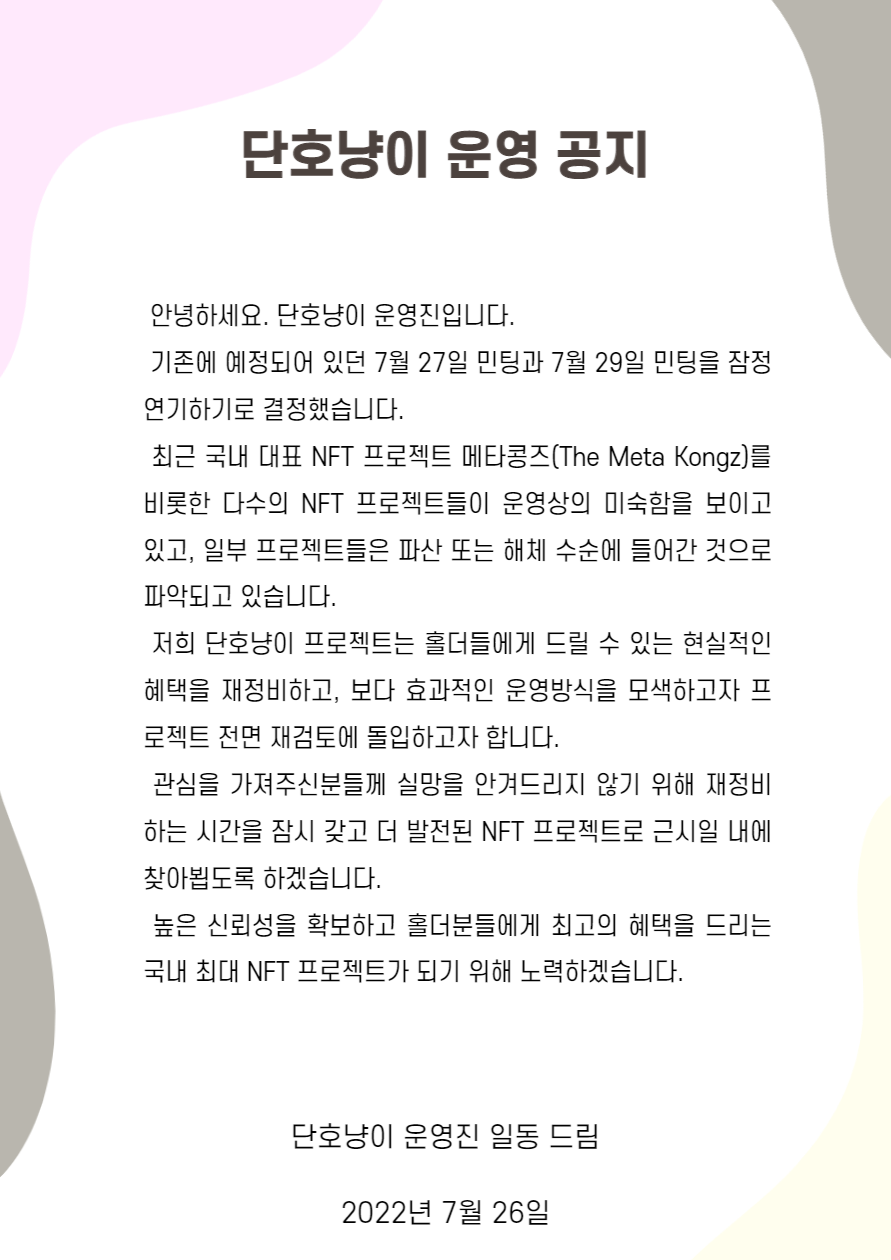 단호냥이 운영 공지
안녕하세요. 단호냥이 운영진입니다.
기존에 예정되어 있던 7월 27일 민팅과 7월 29일 민팅을 잠정
연기하기로 결정했습니다.
최근 국내 대표 NFT 프로젝트 메타콩즈(The Meta Kongz)를
비롯한 다수의 NFT 프로젝트들이 운영상의 미숙함을 보이고
있고, 일부 프로젝트들은 파산 또는 해체 수순에 들어간 것으로
파악되고 있습니다.
저희 단호냥이 프로젝트는 홀더들에게 드릴 수 있는 현실적인
혜택을 재정비하고, 보다 효과적인 운영방식을 모색하고자 프
로젝트 전면 재검토에 돌입하고자 합니다.
관심을 가져주신분들께 실망을 안겨드리지 않기 위해 재정비
하는 시간을 잠시 갖고 더 발전된 NFT 프로젝트로 근시일 내에
찾아뵙도록 하겠습니다.
높은 신뢰성을 확보하고 홀더분들에게 최고의 혜택을 드리는
국내 최대 NFT 프로젝트가 되기 위해 노력하겠습니다.
단호냥이 운영진 일동 드림
2022년 7월 26일